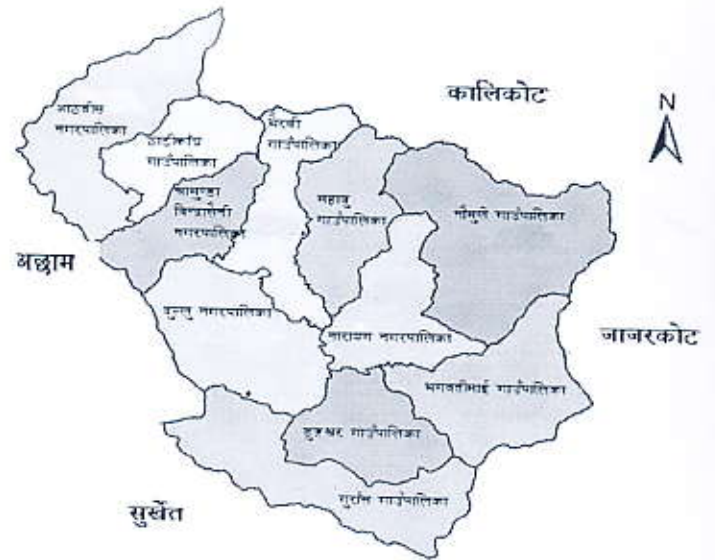 कालिकोट
N
आठबीस
नगरपालिका
भैरवी
गाउँपालिका
ठाटीकाँध
गाउँपालिका
चामुण्डा
बिन्द्रासैनी
नगरपालिका
महाबु
गाउँपालिका
नौमुले गाउँपालिका
अछाम
दुल्लु नगरपालिका
नारायण नगरपालिका
जाजरकोट
भगवतीमाई गाउँपालिका
डुङ्गेश्वर गाउँपालिका
गुराँस गाउँपालिका
सुर्खेत